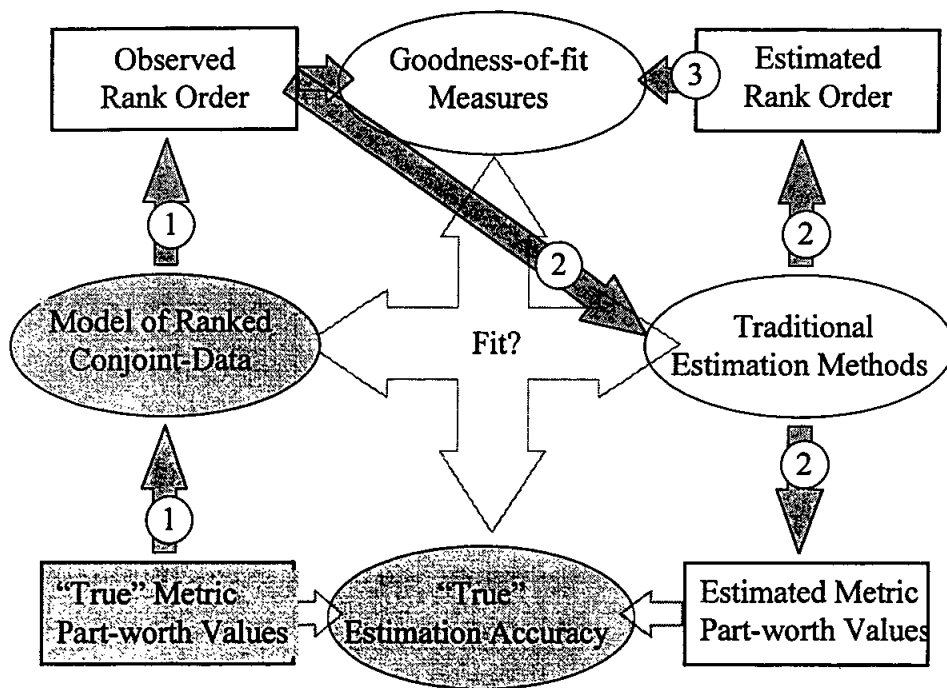 Observed
Rank Order
Goodness-of-fit
Measures
3
Estimated
Rank Order
1
2
2
Model of Ranked
Conjoint-Data
Fit?
Traditional
Estimation Methods
1
2
"True" Metric
Part-worth Values
"True"
Estimation-Accuracy
Estimated Metric
Part-worth Values